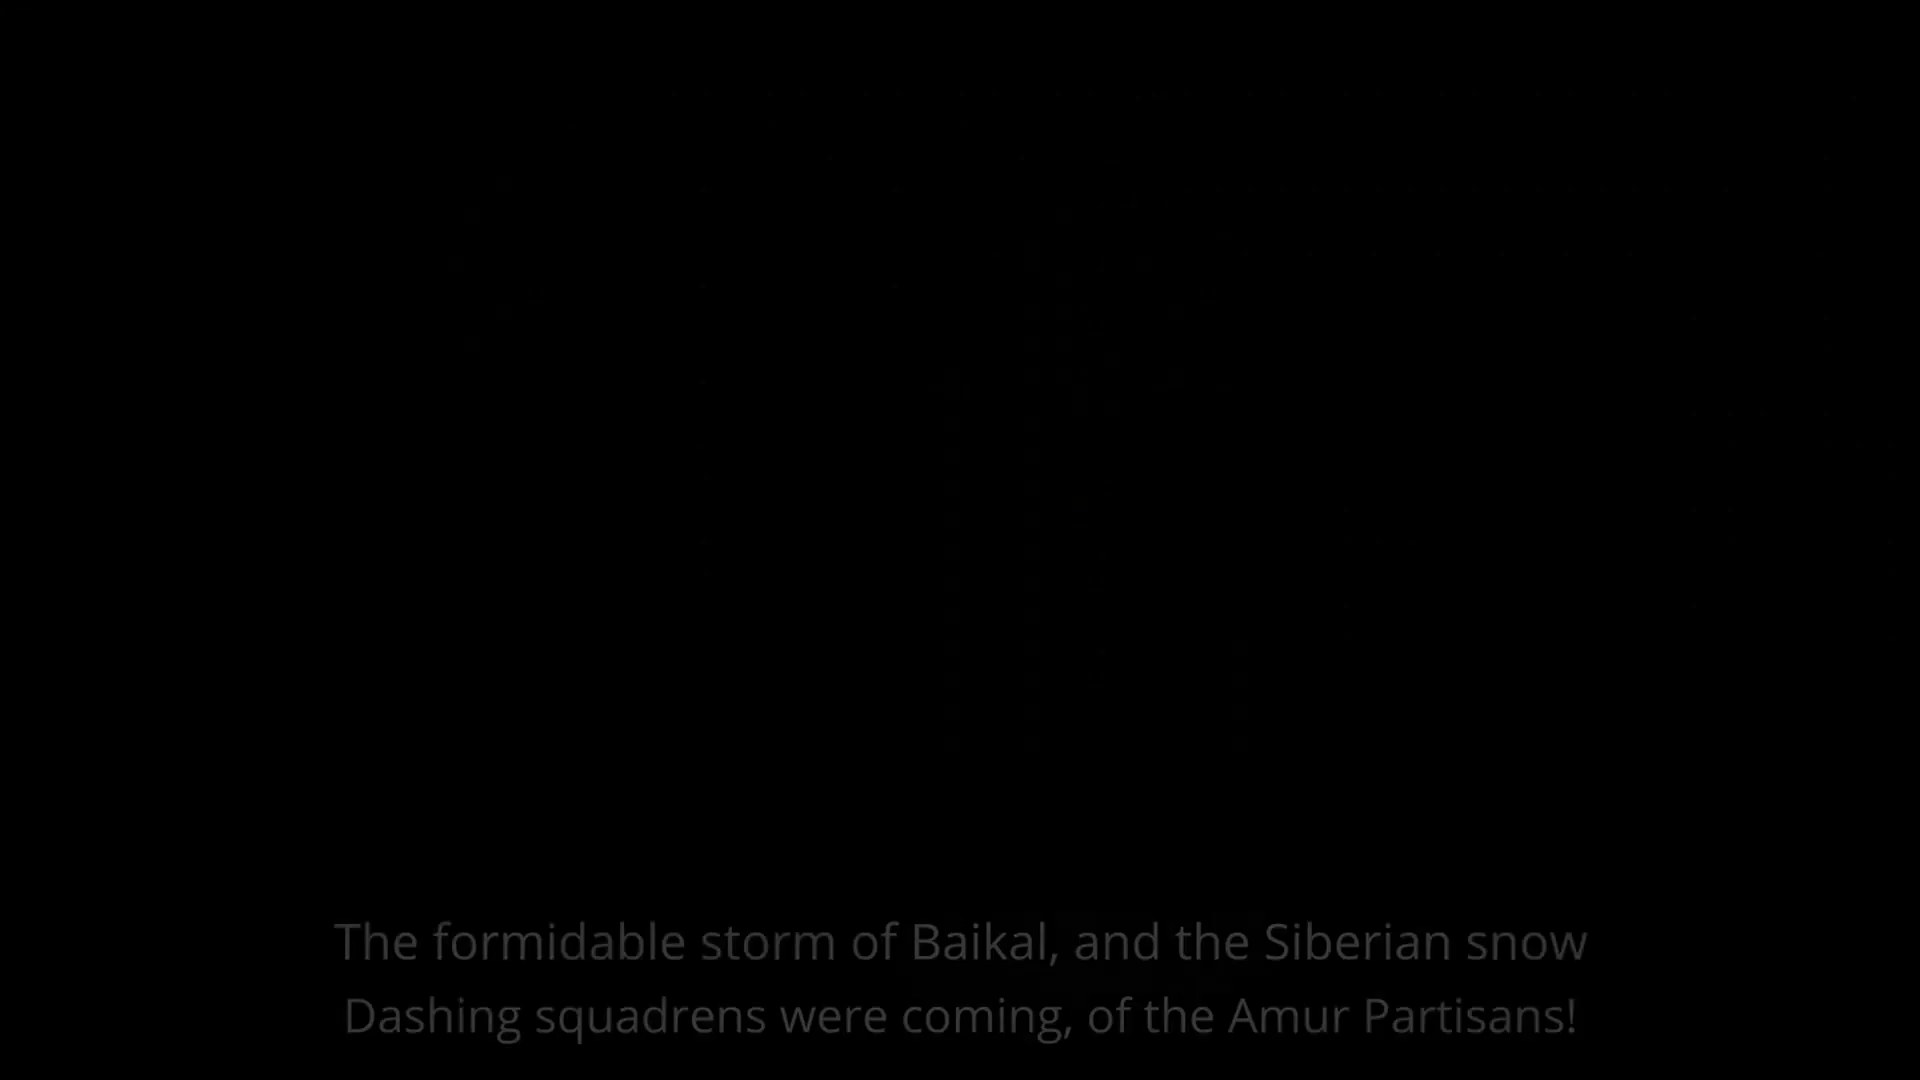 The formidable storm of Baikal, and the Siberian snow
Dashing squadrens were coming, of the Amur Partisans!